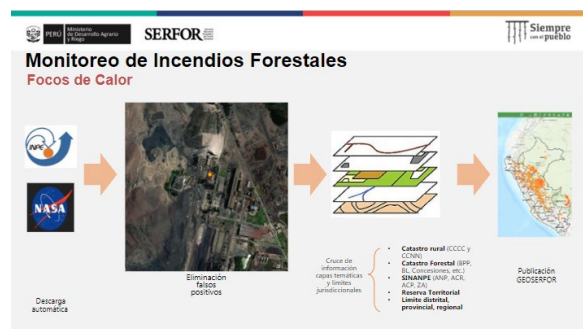 PERÚ
Ministerio
de Desarrollo Agrario
y Riego
SERFOR
Siempre
con el pueblo
Monitoreo de Incendios Forestales
Focos de Calor
INPE
NASA
Descarga
automática
Eliminación
falsos
positivos
Cruce de
información
capas temáticas
y límites
jurisdiccionales
• Catastro rural (CCCC y
CCNN)
• Catastro Forestal (BPP,
BL, Concesiones, etc.)
• SINANPE (ANP, ACR,
ACP, ZA)
• Reserva Territorial
• Límite distrital,
provincial, regional
Publicación
GEOSERFOR